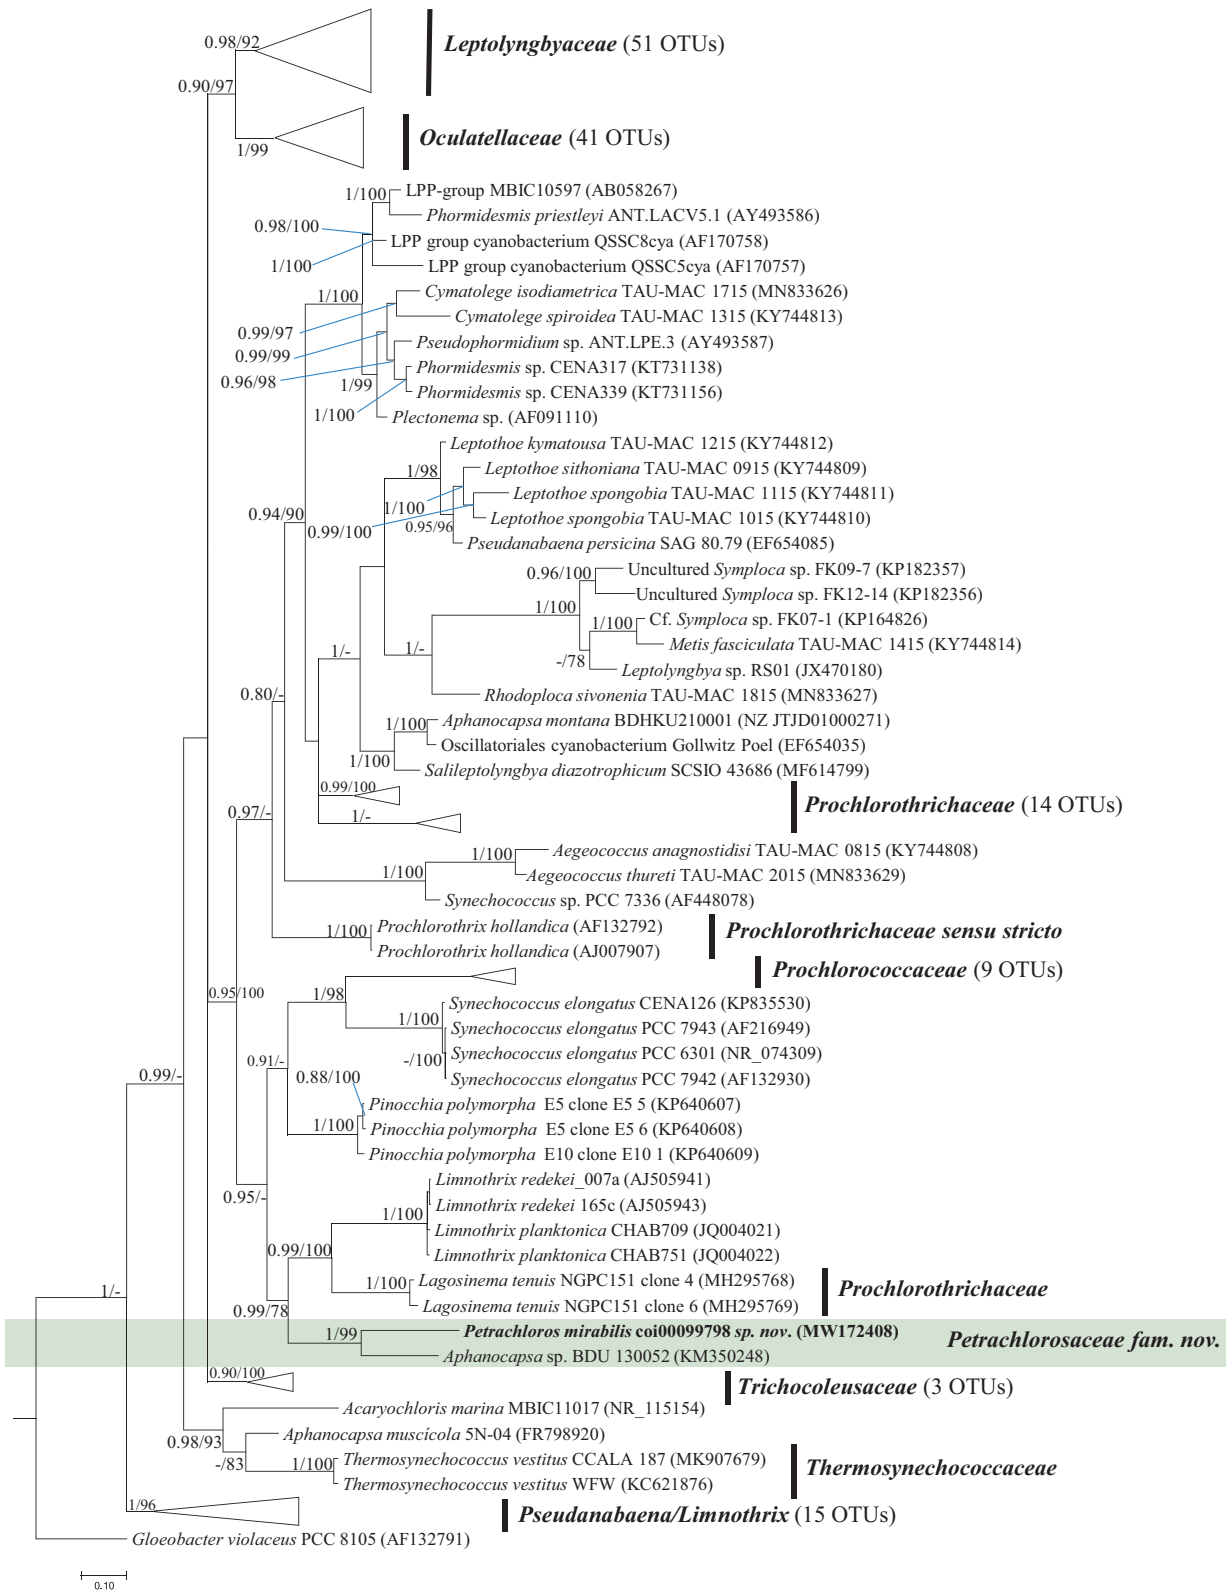 0.98/92
Leptolyngbyaceae (51 OTUs)
0.90/97
Oculatellaceae (41 OTUs)
1/99
1/100
LPP-group MBIC10597 (AB058267)
Phormidesmis priestleyi ANT.LACV5.1 (AY493586)
0.98/100
LPP group cyanobacterium QSSC8cya (AF170758)
1/100
LPP group cyanobacterium QSSC5cya (AF170757)
1/100
Cymatolege isodiametrica TAU-MAC 1715 (MN833626)
Cymatolege spiroidea TAU-MAC 1315 (KY744813)
0.99/97
Pseudophormidium sp. ANT.LPE.3 (AY493587)
0.99/99
Phormidesmis sp. CENA317 (KT731138)
0.96/98
1/99
Phormidesmis sp. CENA339 (KT731156)
1/100
Plectonema sp. (AF091110)
Leptothoe kymatousa TAU-MAC 1215 (KY744812)
1/98
Leptothoe sithoniana TAU-MAC 0915 (KY744809)
Leptothoe spongobia TAU-MAC 1115 (KY744811)
1/100
0.94/90
Leptothoe spongobia TAU-MAC 1015 (KY744810)
0.99/100
0.95/96
Pseudanabaena persicina SAG 80.79 (EF654085)
0.96/100
Uncultured Symploca sp. FK09-7 (KP182357)
Uncultured Symploca sp. FK12-14 (KP182356)
1/100
1/100
Cf. Symploca sp. FK07-1 (KP164826)
Metis fasciculata TAU-MAC 1415 (KY744814)
1/-
1/-
-/78
Leptolyngbya sp. RS01 (JX470180)
0.80/-
Rhodoploca sivonenia TAU-MAC 1815 (MN833627)
1/100
Aphanocapsa montana BDHKU210001 (NZ JTJD01000271)
Oscillatoriales cyanobacterium Gollwitz Poel (EF654035)
1/100
Salileptolyngbya diazotrophicum SCSIO 43686 (MF614799)
0.99/100
Prochlorothrichaceae (14 OTUs)
0.97/-
1/-
1/100
Aegeococcus anagnostidisi TAU-MAC 0815 (KY744808)
1/100
Aegeococcus thureti TAU-MAC 2015 (MN833629)
Synechococcus sp. PCC 7336 (AF448078)
1/100
Prochlorothrix hollandica (AF132792)
Prochlorothrichaceae sensu stricto
Prochlorothrix hollandica (AJ007907)
Prochlorococcaceae (9 OTUs)
0.95/100
1/98
Synechococcus elongatus CENA126 (KP835530)
1/100
Synechococcus elongatus PCC 7943 (AF216949)
Synechococcus elongatus PCC 6301 (NR_074309)
0.91/-
-/100
Synechococcus elongatus PCC 7942 (AF132930)
0.99/-
0.88/100
Pinocchia polymorpha E5 clone E5 5 (KP640607)
1/100
Pinocchia polymorpha E5 clone E5 6 (KP640608)
Pinocchia polymorpha E10 clone E10 1 (KP640609)
Limnothrix redekei_007a (AJ505941)
0.95/-
Limnothrix redekei 165c (AJ505943)
1/100
Limnothrix planktonica CHAB709 (JQ004021)
0.99/100
Limnothrix planktonica CHAB751 (JQ004022)
1/-
1/100
Lagosinema tenuis NGPC151 clone 4 (MH295768)
Prochlorothrichaceae
0.99/78
Lagosinema tenuis NGPC151 clone 6 (MH295769)
1/99
Petrachloros mirabilis coi00099798 sp. nov. (MW172408)
Petrachlorosaceae fam. nov.
Aphanocapsa sp. BDU 130052 (KM350248)
0.90/100
Trichocoleusaceae (3 OTUs)
Acaryochloris marina MBIC11017 (NR_115154)
0.98/93
Aphanocapsa muscícola 5N-04 (FR798920)
-/83
1/100
Thermosynechococcus vestitus CCALA 187 (MK907679)
Thermosynechococcaceae
Thermosynechococcus vestitus WFW (KC621876)
1/96
Pseudanabaena/Limnothrix (15 OTUs)
Gloeobacter violaceus PCC 8105 (AF132791)
0.10